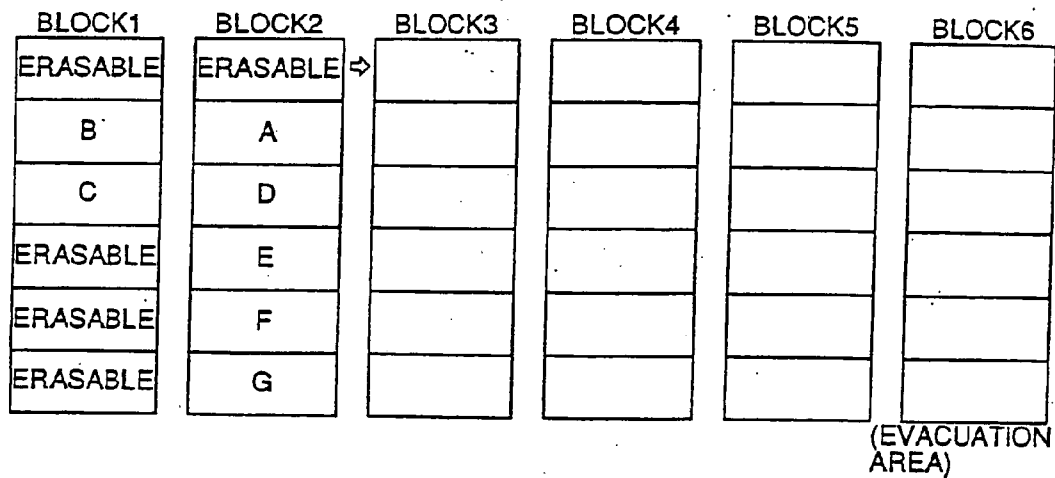 BLOCK1 BLOCK2 BLOCK3 BLOCK4 BLOCK5 BLOCK6
ERASABLE ERASABLE ⇨
B A
C D
ERASABLE E
ERASABLE F
ERASABLE G
(EVACUATION
AREA)